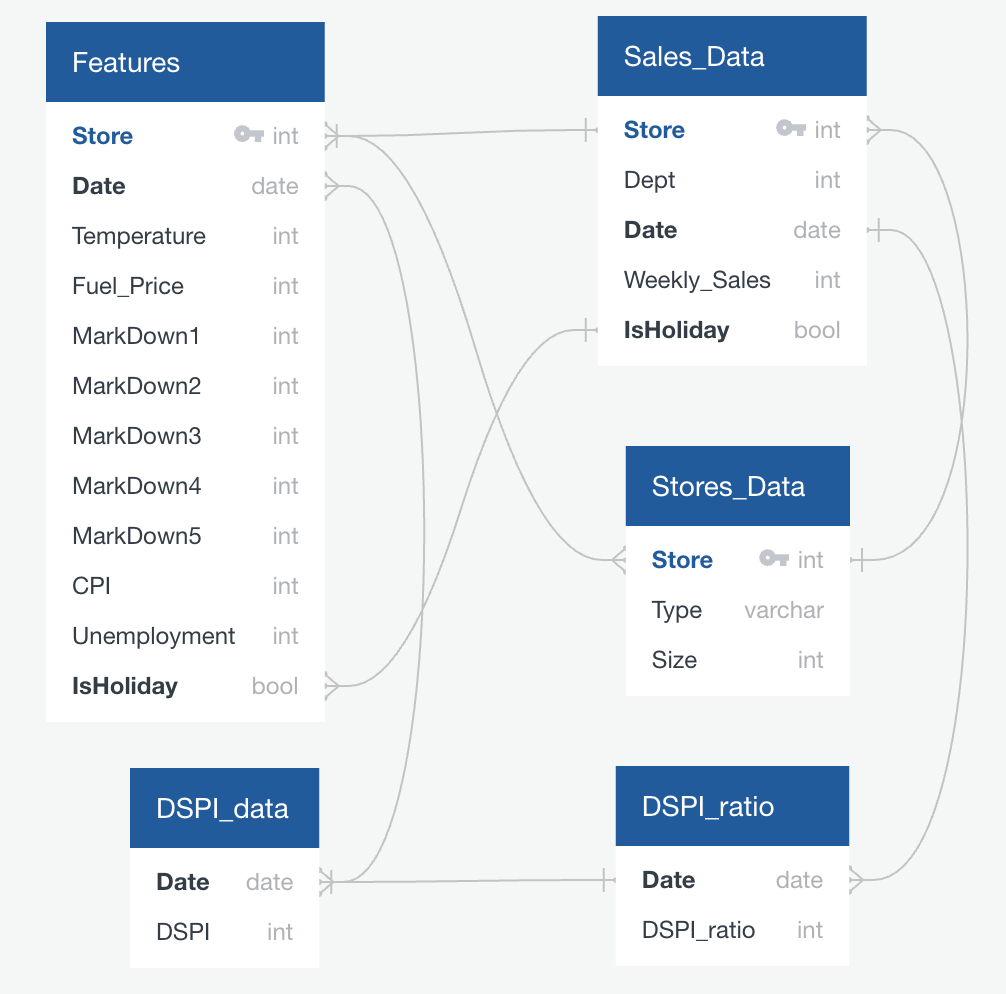 Features
Store int
Date date
Temperature int
Fuel_Price int
MarkDown1 int
MarkDown2 int
MarkDown3 int
MarkDown4 int
MarkDown5 int
CPI int
Unemployment int
IsHoliday bool
Sales_Data
Store int
Dept int
Date date
Weekly_Sales int
IsHoliday bool
Stores_Data
Store int
Type varchar
Size int
DSPI_data
Date date
DSPI int
DSPI_ratio
Date date
DSPI_ratio int